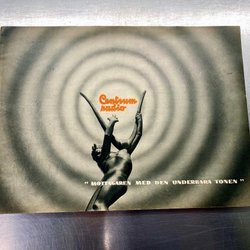 Centrum
radio
"MOTTAGAREN MED DEN UNDERBARA TONEN"